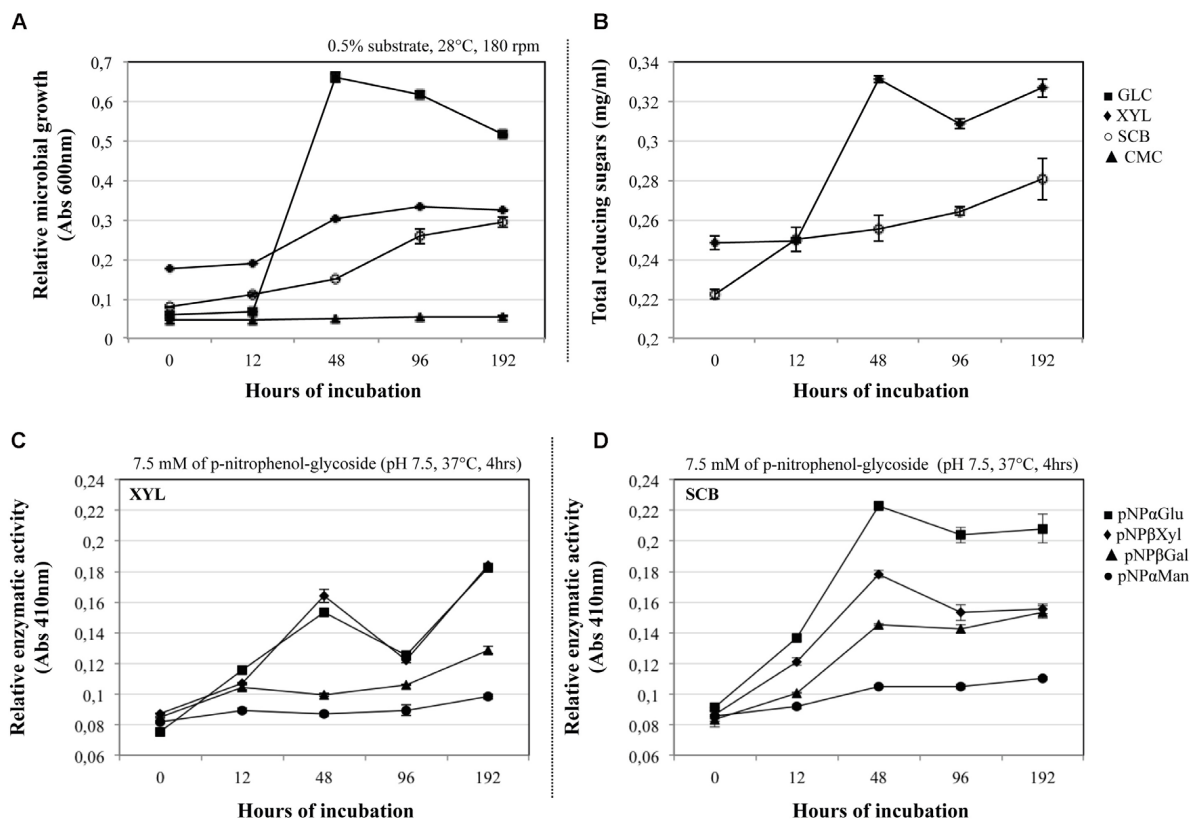 A
0.5% substrate, 28°C, 180 rpm
0,7
0,6
0,5
0,4
0,3
0,2
0,1
0
Relative microbial growth
(Abs 600nm)
0 12 48 96 192
Hours of incubation
B
0,34
0,32
0,3
0,28
0,26
0,24
0,22
0,2
Total reducing sugars (mg/ml)
0 12 48 96 192
Hours of incubation
GLC
XYL
SCB
CMC
C
7.5 mM of p-nitrophenol-glycoside (pH 7.5, 37°C, 4hrs)
XYL
0,24
0,22
0,2
0,18
0,16
0,14
0,12
0,1
0,08
0,06
Relative enzymatic activity
(Abs 410nm)
0 12 48 96 192
Hours of incubation
D
7.5 mM of p-nitrophenol-glycoside (pH 7.5, 37°C, 4hrs)
SCB
0,24
0,22
0,2
0,18
0,16
0,14
0,12
0,1
0,08
0,06
Relative enzymatic activity
(Abs 410nm)
0 12 48 96 192
Hours of incubation
pNPαGlu
pNPβXyl
pNPβGal
pNPαMan